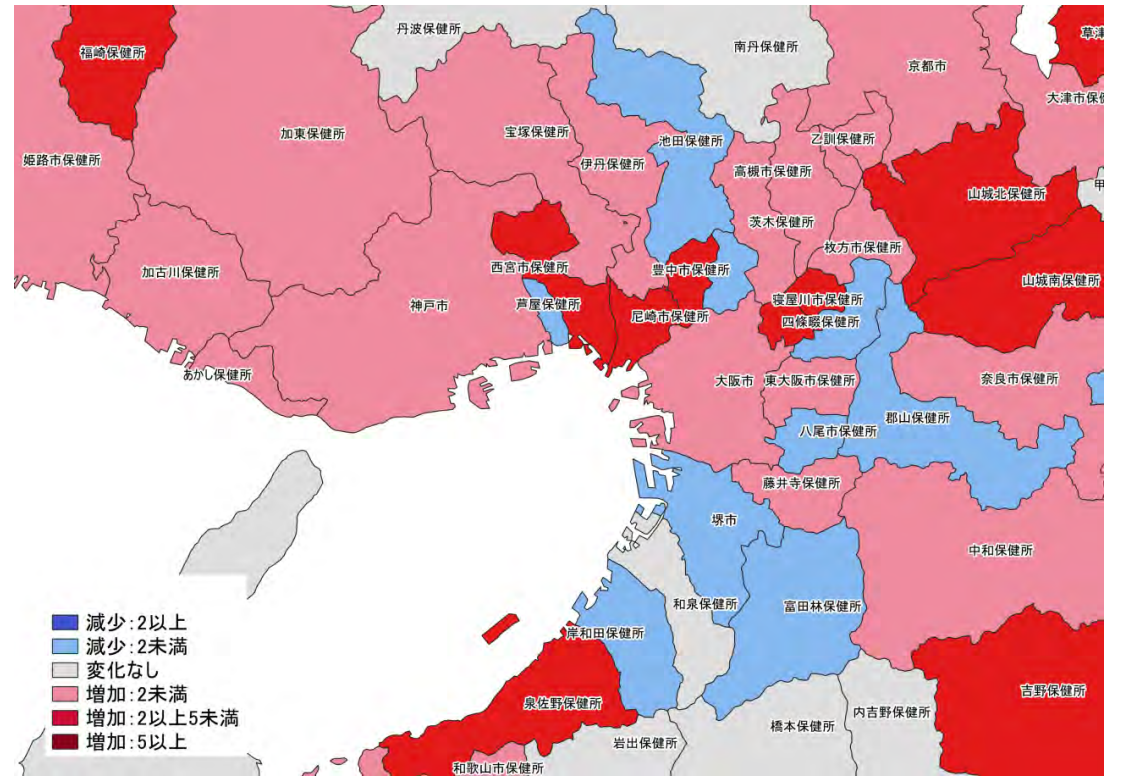 丹波保健所
南丹保健所
福崎保健所
京都市
草津
大津市保健
加東保健所
宝塚保健所
池田保健所
乙訓保健所
姫路市保健所
伊丹保健所
高槻市保健所
山城北保健所
甲
茨木保健所
枚方市保健所
加古川保健所
西宮市保健所
豊中市保健所
山城南保健所
神戸市
芦屋保健所
尼崎市保健所
寝屋川市保健所
四條畷保健所
あかし保健所
大阪市
東大阪市保健所
奈良市保健所
八尾市保健所
郡山保健所
藤井寺保健所
堺市
中和保健所
和泉保健所
富田林保健所
岸和田保健所
泉佐野保健所
吉野保健所
橋本保健所
内吉野保健所
岩出保健所
和歌山市保健所
減少:2以上
減少:2未満
変化なし
増加:2未満
増加:2以上5未満
増加:5以上